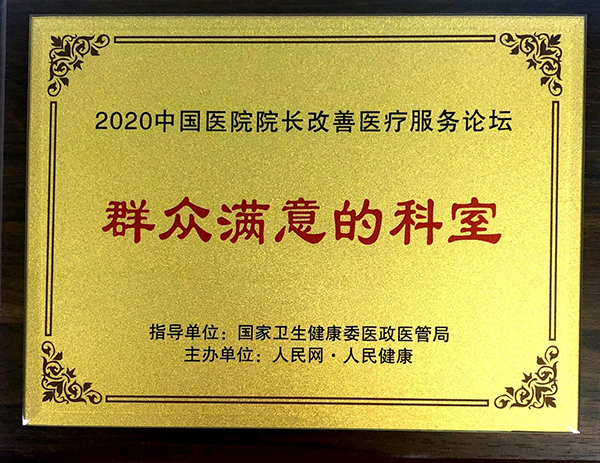 2020中国医院院长改善医疗服务论坛
群众满意的科室
指导单位：国家卫生健康委医政医管局
主办单位：人民网·人民健康